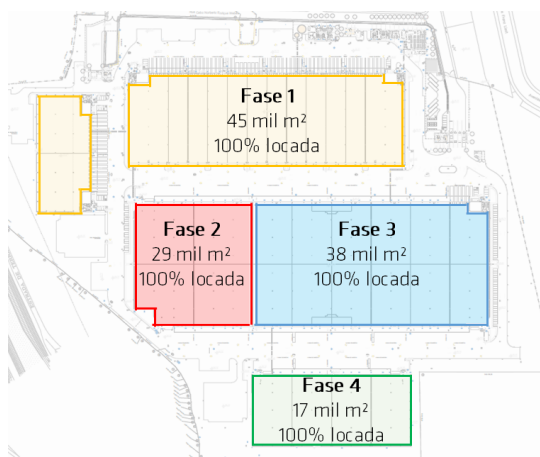 Fase 1
45 mil m²
100% locada
Fase 2
29 mil m²
100% locada
Fase 3
38 mil m²
100% locada
Fase 4
17 mil m²
100% locada